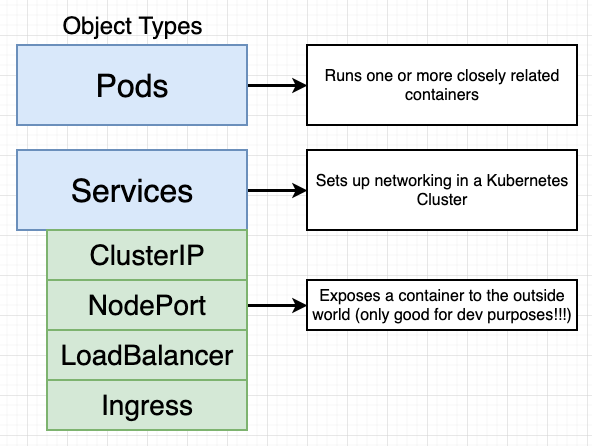 Object Types
Pods
Runs one or more closely related
containers
Services
Sets up networking in a Kubernetes
Cluster
ClusterIP
NodePort
Exposes a container to the outside
world (only good for dev purposes!!!)
LoadBalancer
Ingress